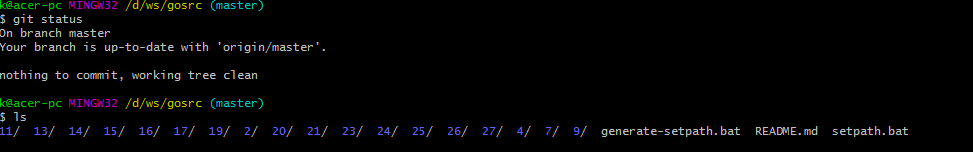 k@acer-pc MINGW32 /d/ws/gosrc (master)
$ git status
On branch master
Your branch is up-to-date with 'origin/master'.
nothing to commit, working tree clean
k@acer-pc MINGW32 /d/ws/gosrc (master)
$ ls
11/ 13/ 14/ 15/ 16/ 17/ 19/ 2/ 20/ 21/ 23/ 24/ 25/ 26/ 27/ 4/ 7/ 9/ generate-setpath.bat README.md setpath.bat